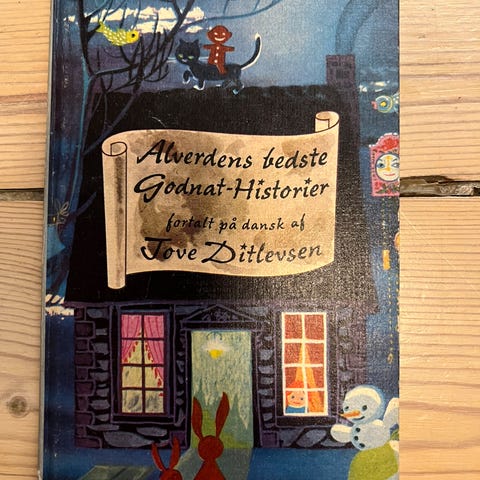 Alverdens bedste
Godnat-Historier
fortalt på dansk af
Tove Ditlevsen